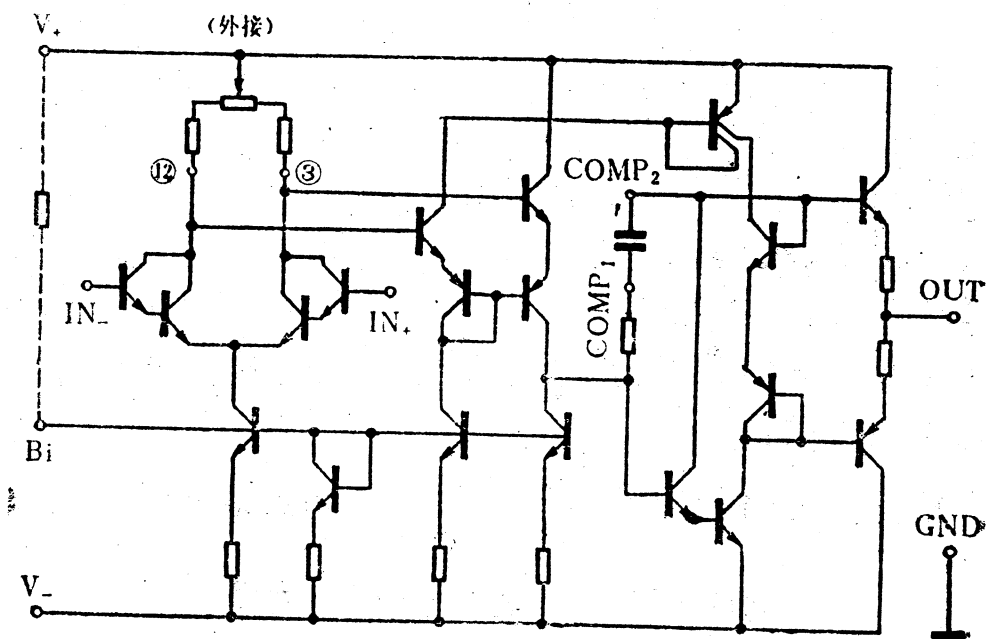 V₊
(外接)
⑫
③
COMP₂
COMP₁
IN₋
IN₊
OUT
Bi
GND
V₋